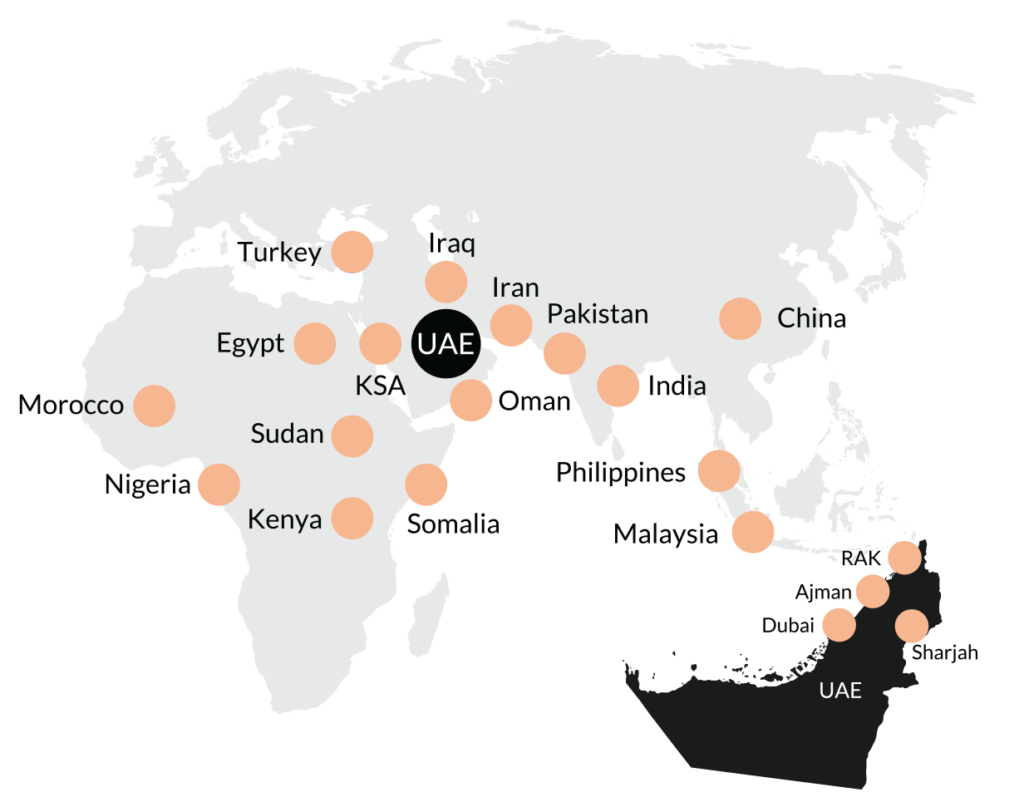 Iraq
Turkey
Iran
Pakistan
China
Egypt
UAE
KSA
India
Oman
Morocco
Sudan
Philippines
Nigeria
Kenya
Somalia
Malaysia
RAK
Ajman
Dubai
Sharjah
UAE